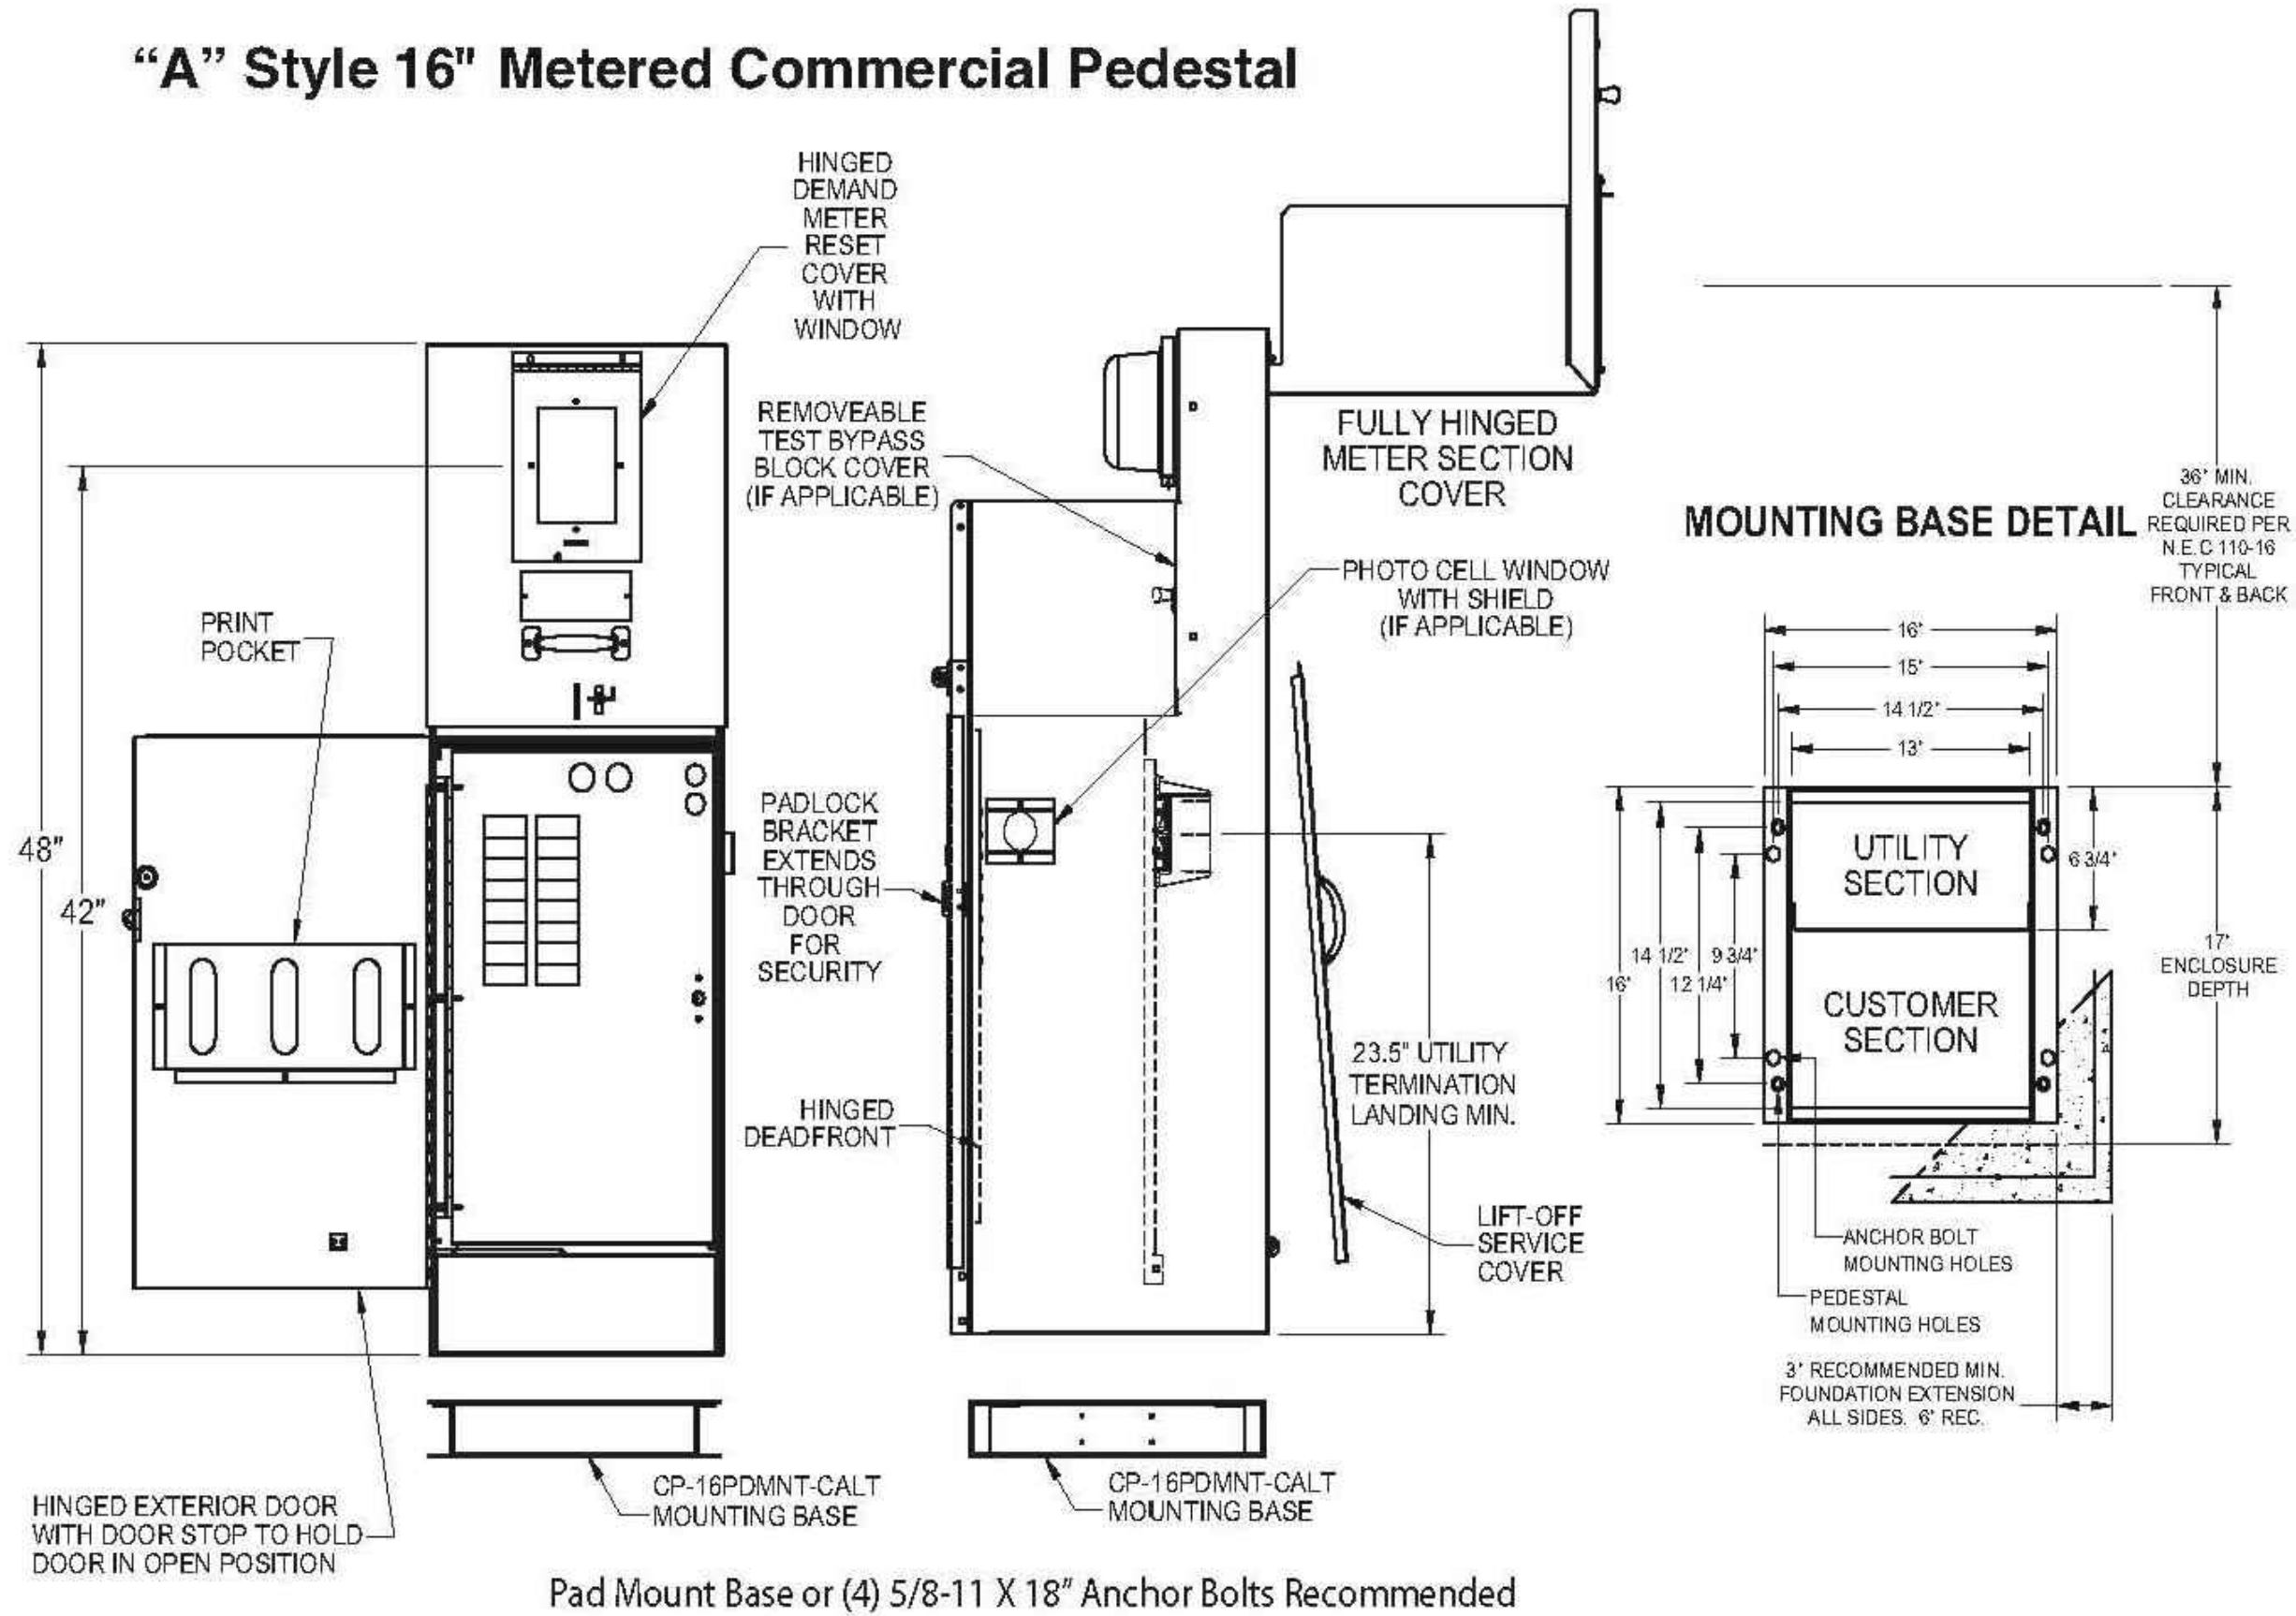 “A” Style 16" Metered Commercial Pedestal
HINGED
DEMAND
METER
RESET
COVER
WITH
WINDOW
REMOVEABLE
TEST BYPASS
BLOCK COVER
(IF APPLICABLE)
FULLY HINGED
METER SECTION
COVER
PHOTO CELL WINDOW
WITH SHIELD
(IF APPLICABLE)
PRINT
POCKET
48"
42"
PADLOCK
BRACKET
EXTENDS
THROUGH
DOOR
FOR
SECURITY
HINGED
DEADFRONT
23.5" UTILITY
TERMINATION
LANDING MIN.
LIFT-OFF
SERVICE
COVER
MOUNTING BASE DETAIL
36" MIN.
CLEARANCE
REQUIRED PER
N.E.C 110-16
TYPICAL
FRONT & BACK
16"
15"
14 1/2"
13"
UTILITY
SECTION
6 3/4"
CUSTOMER
SECTION
14 1/2"
9 3/4"
16"
12 1/4"
17"
ENCLOSURE
DEPTH
ANCHOR BOLT
MOUNTING HOLES
PEDESTAL
MOUNTING HOLES
3" RECOMMENDED MIN.
FOUNDATION EXTENSION
ALL SIDES. 6" REC.
HINGED EXTERIOR DOOR
WITH DOOR STOP TO HOLD
DOOR IN OPEN POSITION
CP-16PDMNT-CALT
MOUNTING BASE
CP-16PDMNT-CALT
MOUNTING BASE
Pad Mount Base or (4) 5/8-11 X 18" Anchor Bolts Recommended